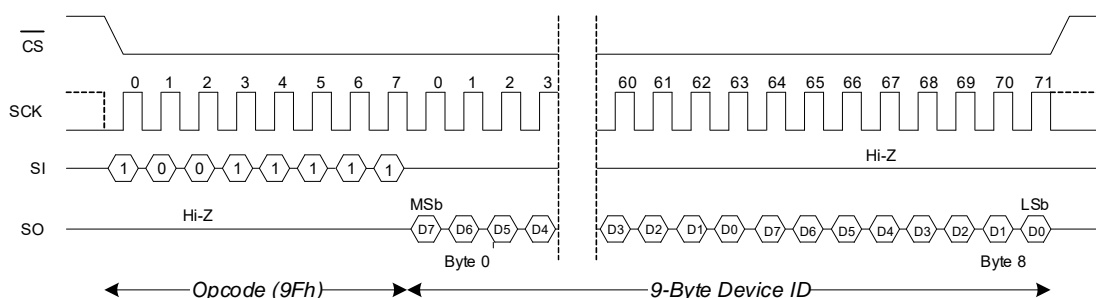 CS
0 1 2 3 4 5 6 7 0 1 2 3 60 61 62 63 64 65 66 67 68 69 70 71
SCK
Hi-Z
SI 1 0 0 1 1 1 1 1
Hi-Z MSb LSb
SO D7 D6 D5 D4 D3 D2 D1 D0 D7 D6 D5 D4 D3 D2 D1 D0
Byte 0 Byte 8
Opcode (9Fh) 9-Byte Device ID